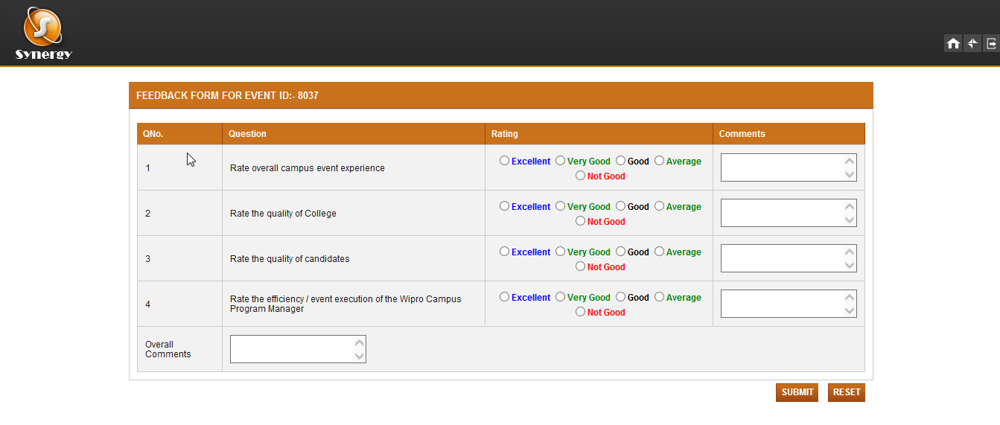 Synergy
FEEDBACK FORM FOR EVENT ID:- 8037
QNo. Question Rating Comments
1 Rate overall campus event experience Excellent Very Good Good Average
Not Good
2 Rate the quality of College Excellent Very Good Good Average
Not Good
3 Rate the quality of candidates Excellent Very Good Good Average
Not Good
4 Rate the efficiency / event execution of the Wipro Campus
Program Manager Excellent Very Good Good Average
Not Good
Overall
Comments
SUBMIT RESET